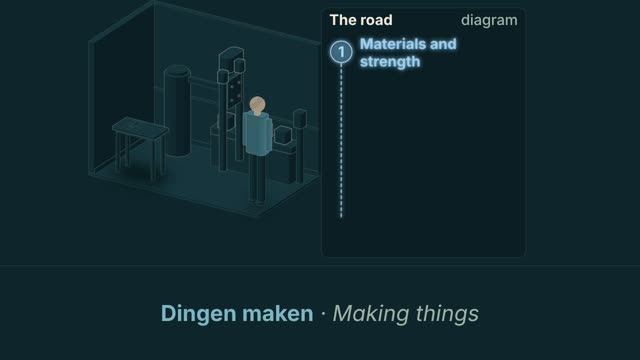 The road
diagram
1
Materials and
strength
Dingen maken · Making things